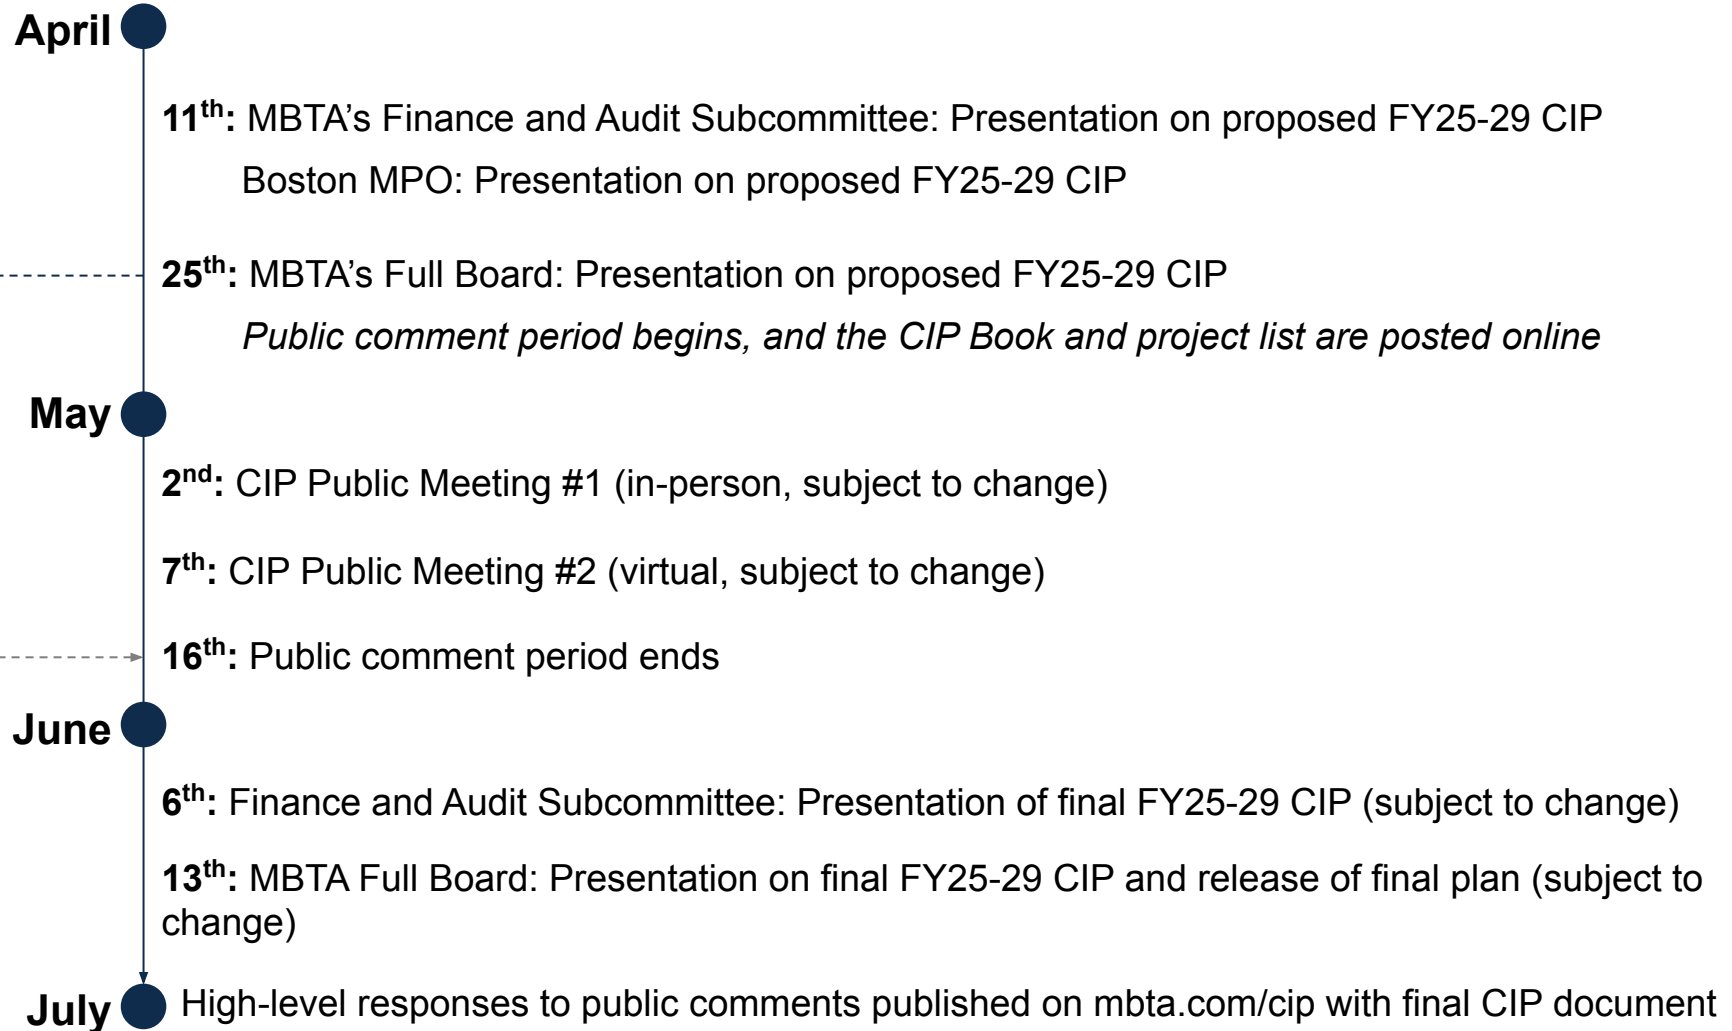 April
11th: MBTA’s Finance and Audit Subcommittee: Presentation on proposed FY25-29 CIP
Boston MPO: Presentation on proposed FY25-29 CIP
25th: MBTA’s Full Board: Presentation on proposed FY25-29 CIP
Public comment period begins, and the CIP Book and project list are posted online
May
2nd: CIP Public Meeting #1 (in-person, subject to change)
7th: CIP Public Meeting #2 (virtual, subject to change)
16th: Public comment period ends
June
6th: Finance and Audit Subcommittee: Presentation of final FY25-29 CIP (subject to change)
13th: MBTA Full Board: Presentation on final FY25-29 CIP and release of final plan (subject to
change)
July
High-level responses to public comments published on mbta.com/cip with final CIP document